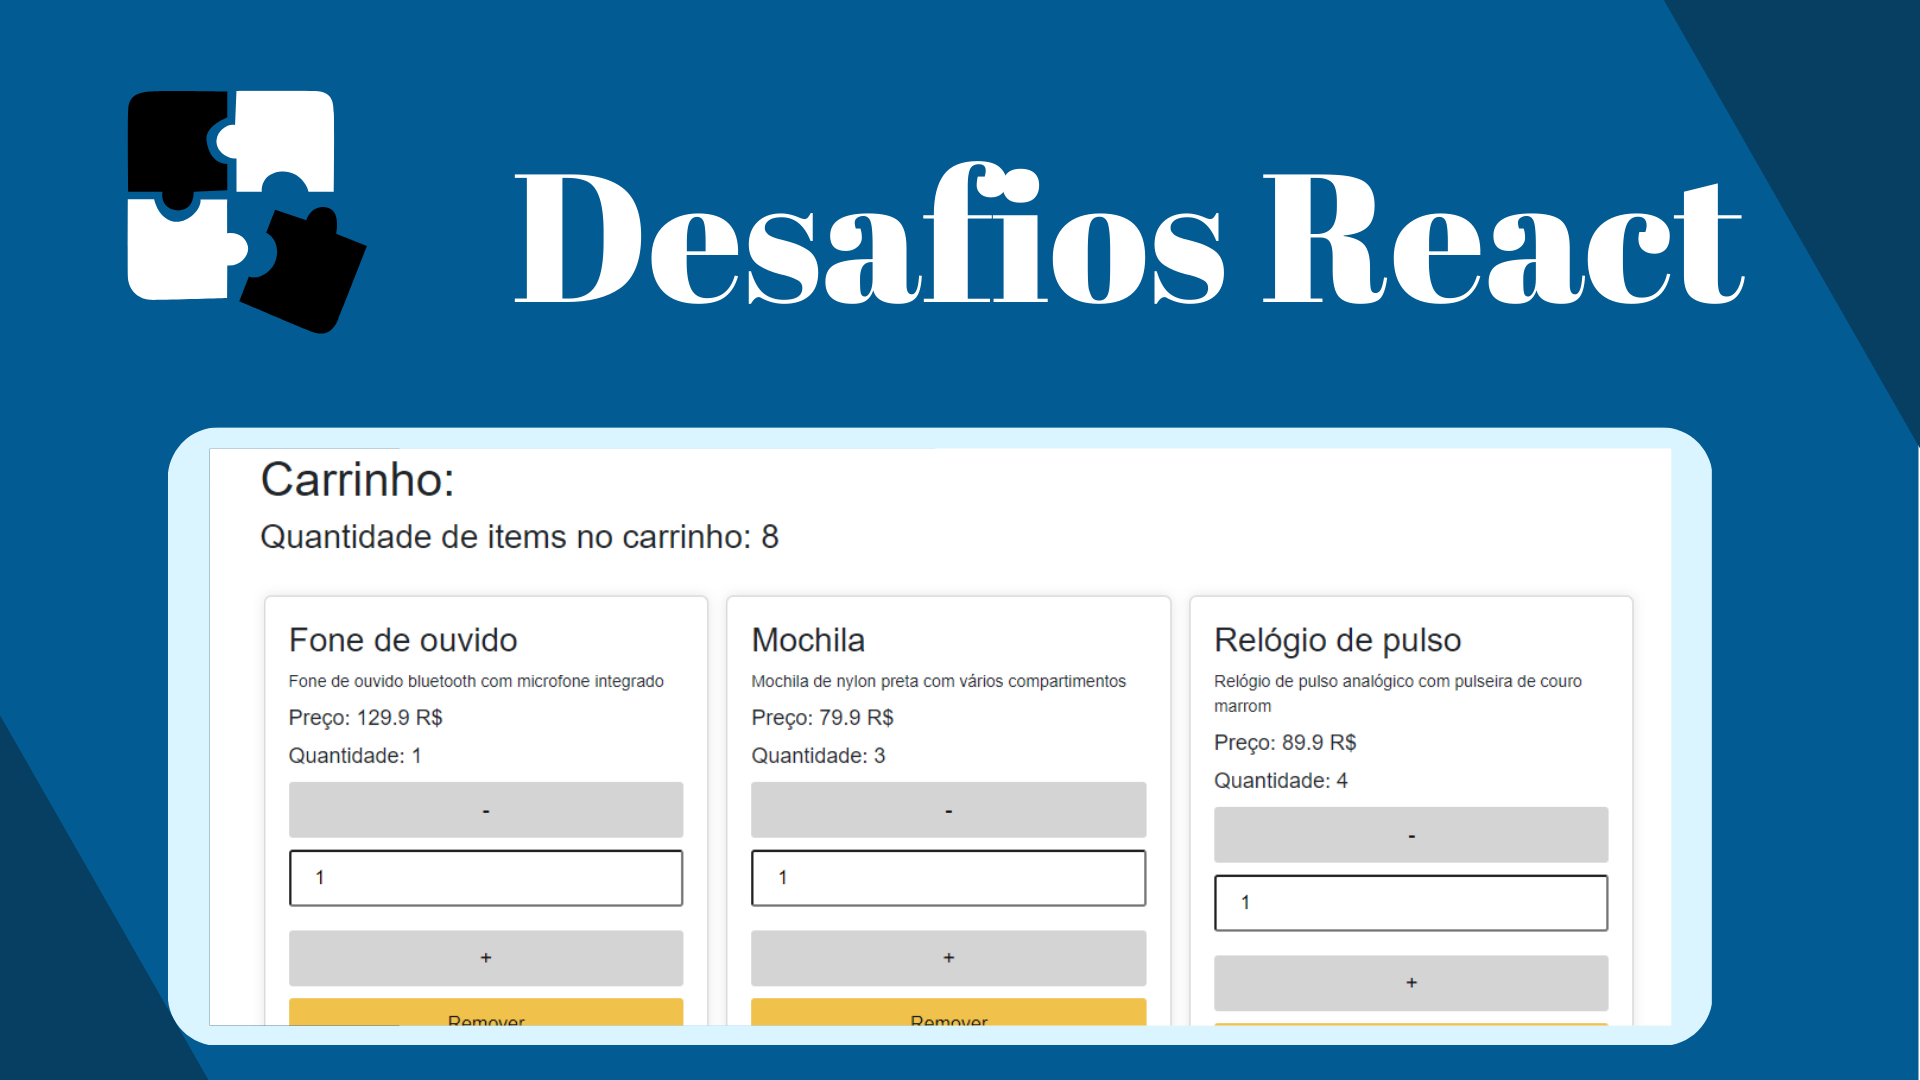 Desafios React
Carrinho:
Quantidade de items no carrinho: 8
Fone de ouvido
Fone de ouvido bluetooth com microfone integrado
Preço: 129.9 R$
Quantidade: 1
-
1
+
Remover
Mochila
Mochila de nylon preta com vários compartimentos
Preço: 79.9 R$
Quantidade: 3
-
1
+
Remover
Relógio de pulso
Relógio de pulso analógico com pulseira de couro
marrom
Preço: 89.9 R$
Quantidade: 4
-
1
+